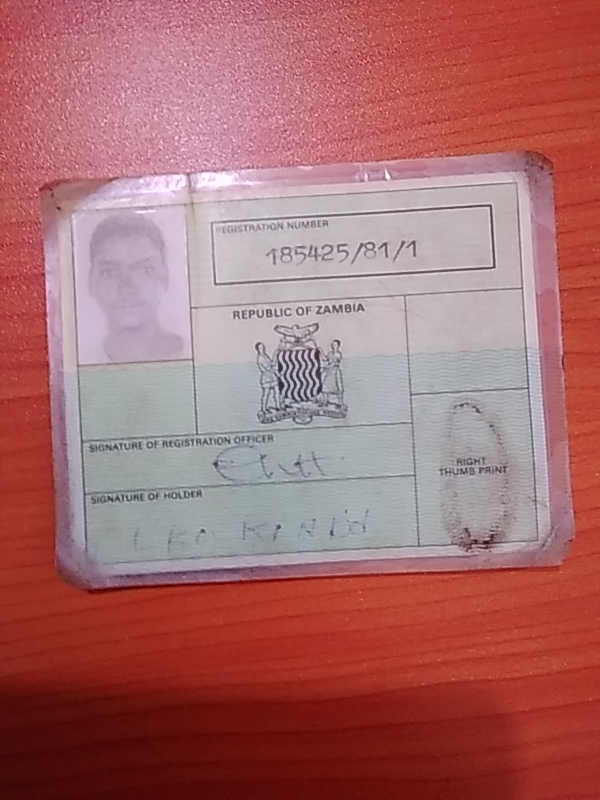 REGISTRATION NUMBER
185425/81/1
REPUBLIC OF ZAMBIA
SIGNATURE OF REGISTRATION OFFICER
SIGNATURE OF HOLDER
RIGHT
THUMB PRINT